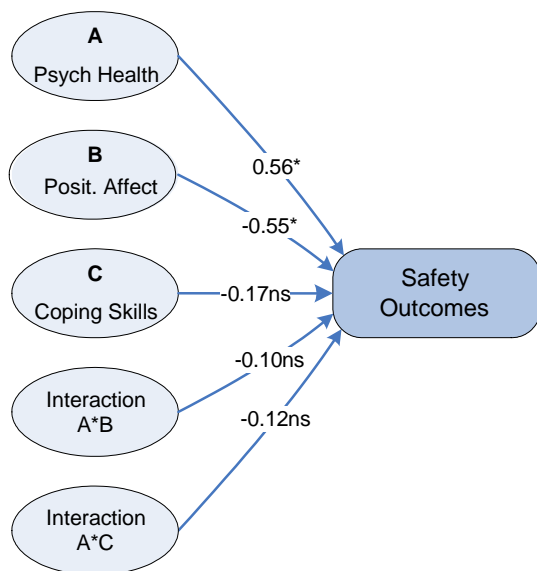 A
Psych Health
0.56*
B
Posit. Affect
-0.55*
C
Coping Skills
-0.17ns
Safety
Outcomes
-0.10ns
Interaction
A*B
-0.12ns
Interaction
A*C